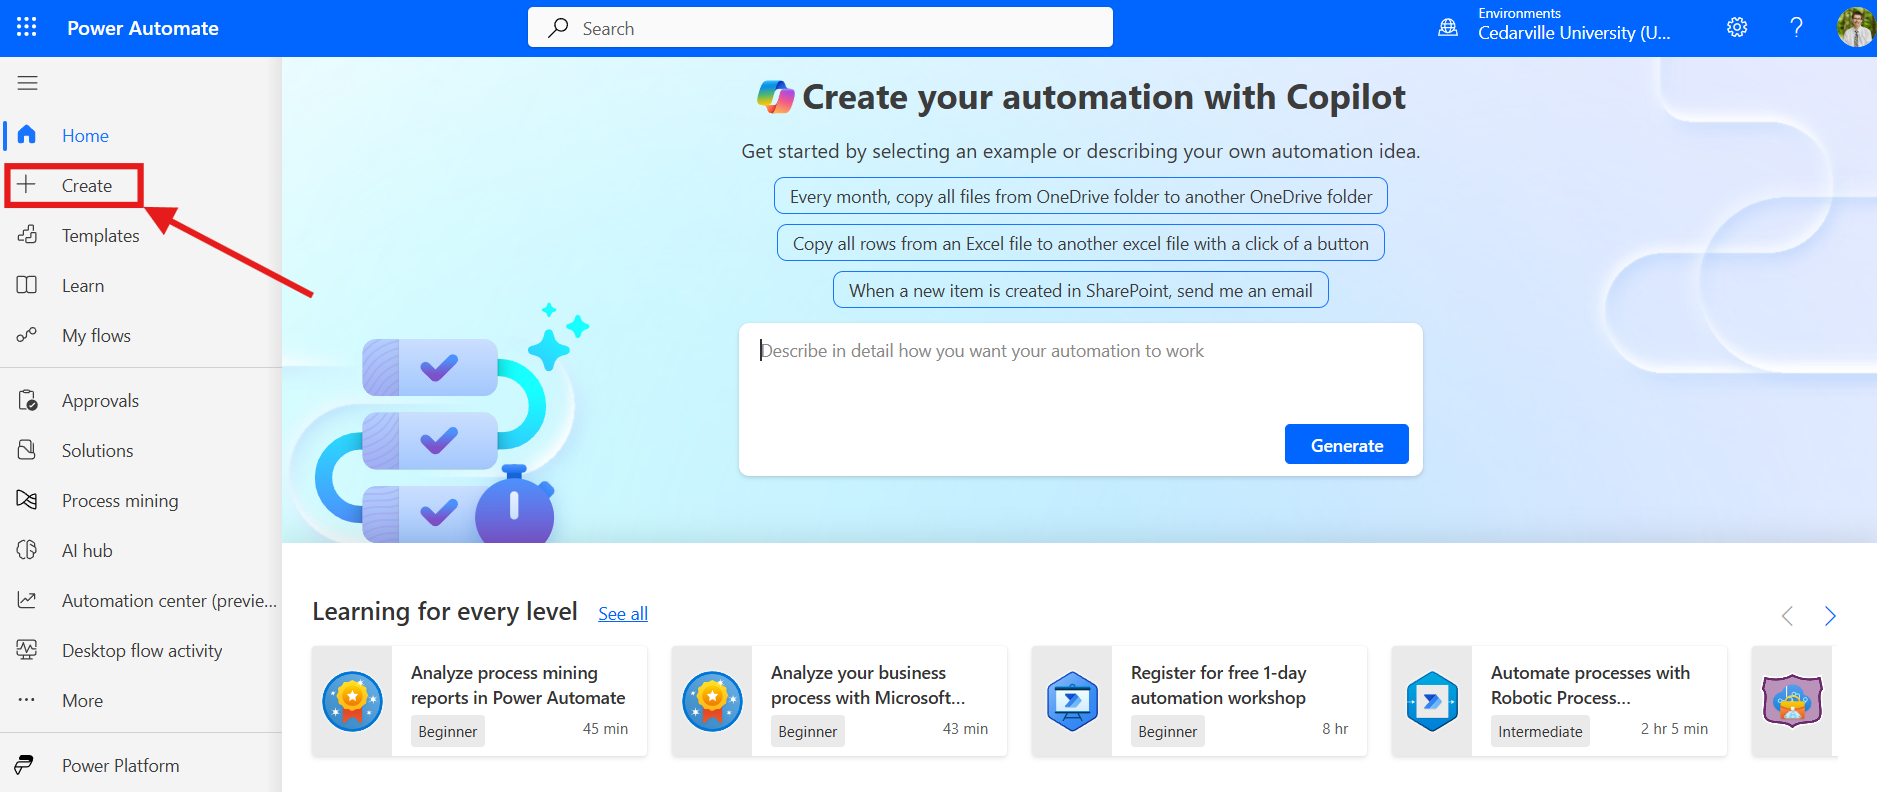 Power Automate
Search
Environments
Cedarville University (U...
Home
Create
Templates
Learn
My flows
Approvals
Solutions
Process mining
AI hub
Automation center (previe...
Desktop flow activity
More
Power Platform
Create your automation with Copilot
Get started by selecting an example or describing your own automation idea.
Every month, copy all files from OneDrive folder to another OneDrive folder
Copy all rows from an Excel file to another excel file with a click of a button
When a new item is created in SharePoint, send me an email
Describe in detail how you want your automation to work
Generate
Learning for every level See all
Analyze process mining
reports in Power Automate
Beginner 45 min
Analyze your business
process with Microsoft...
Beginner 43 min
Register for free 1-day
automation workshop
Beginner 8 hr
Automate processes with
Robotic Process...
Intermediate 2 hr 5 min